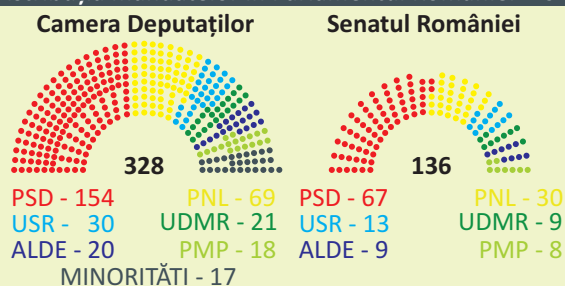 Camera Deputaților
328
PSD - 154 PNL - 69
USR - 30 UDMR - 21
ALDE - 20 PMP - 18
MINORITĂTI - 17
Senatul României
136
PSD - 67 PNL - 30
USR - 13 UDMR - 9
ALDE - 9 PMP - 8